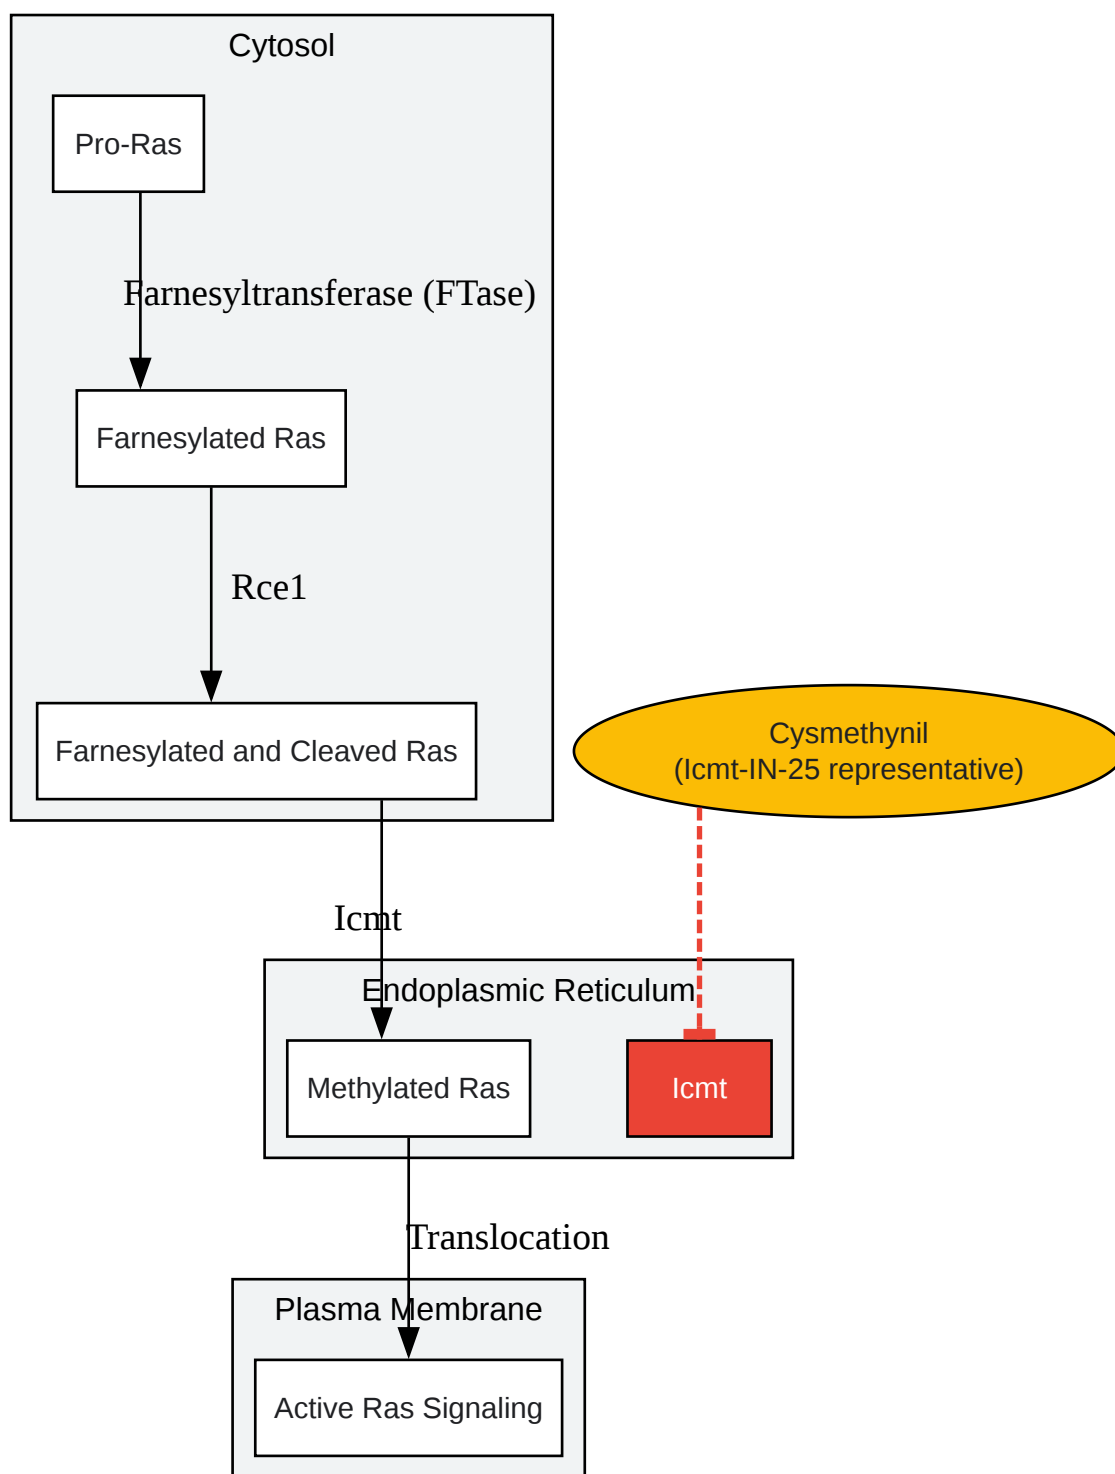 Cytosol
Pro-Ras
Farnesyltransferase (FTase)
Farnesylated Ras
Rce1
Farnesylated and Cleaved Ras
Cysmethynil
(Icmt-IN-25 representative)
Icmt
Endoplasmic Reticulum
Methylated Ras
Icmt
Translocation
Plasma Membrane
Active Ras Signaling